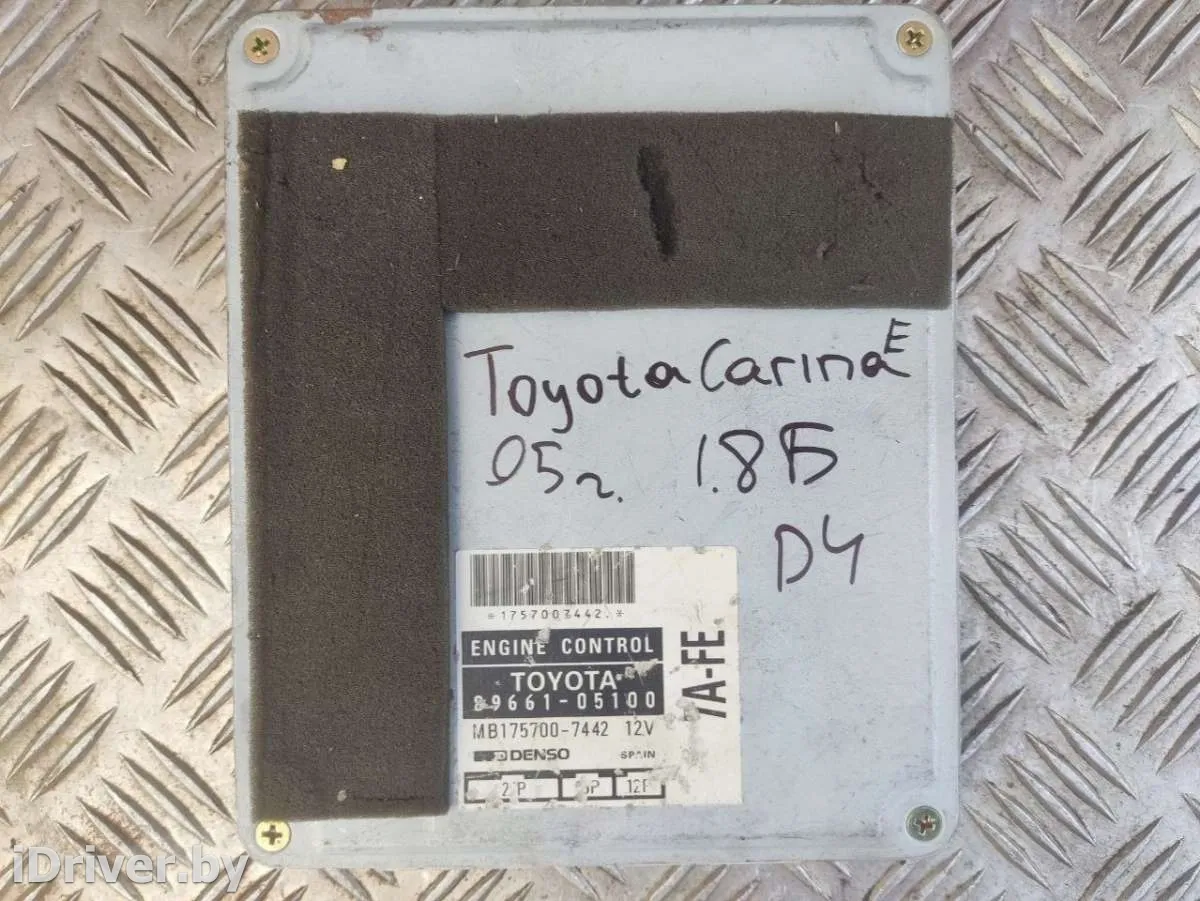 Toyota Carina E
95г. 1.8Б
D4
*1757007442.*
ENGINE CONTROL
TOYOTA
89661-05100
MB175700-7442 12V
DENSO SPAIN
12P
7A-FE
iDriver.by